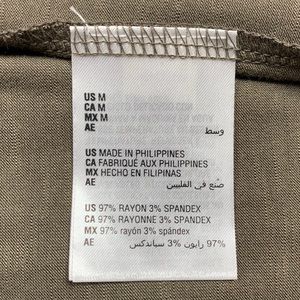 US M
CA M
MX M
AE وسط
US MADE IN PHILIPPINES
CA FABRIQUÉ AUX PHILIPPINES
MX HECHO EN FILIPINAS
AE صنع في الفلبين
US 97% RAYON 3% SPANDEX
CA 97% RAYONNE 3% SPANDEX
MX 97% rayón 3% spándex
AE 97% رايون 3% سباندكس